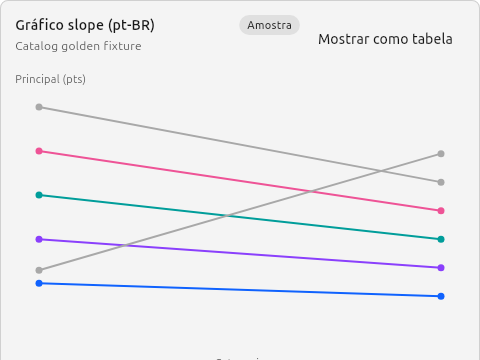 Gráfico slope (pt-BR)
Amostra
Catalog golden fixture
Mostrar como tabela
Principal (pts)